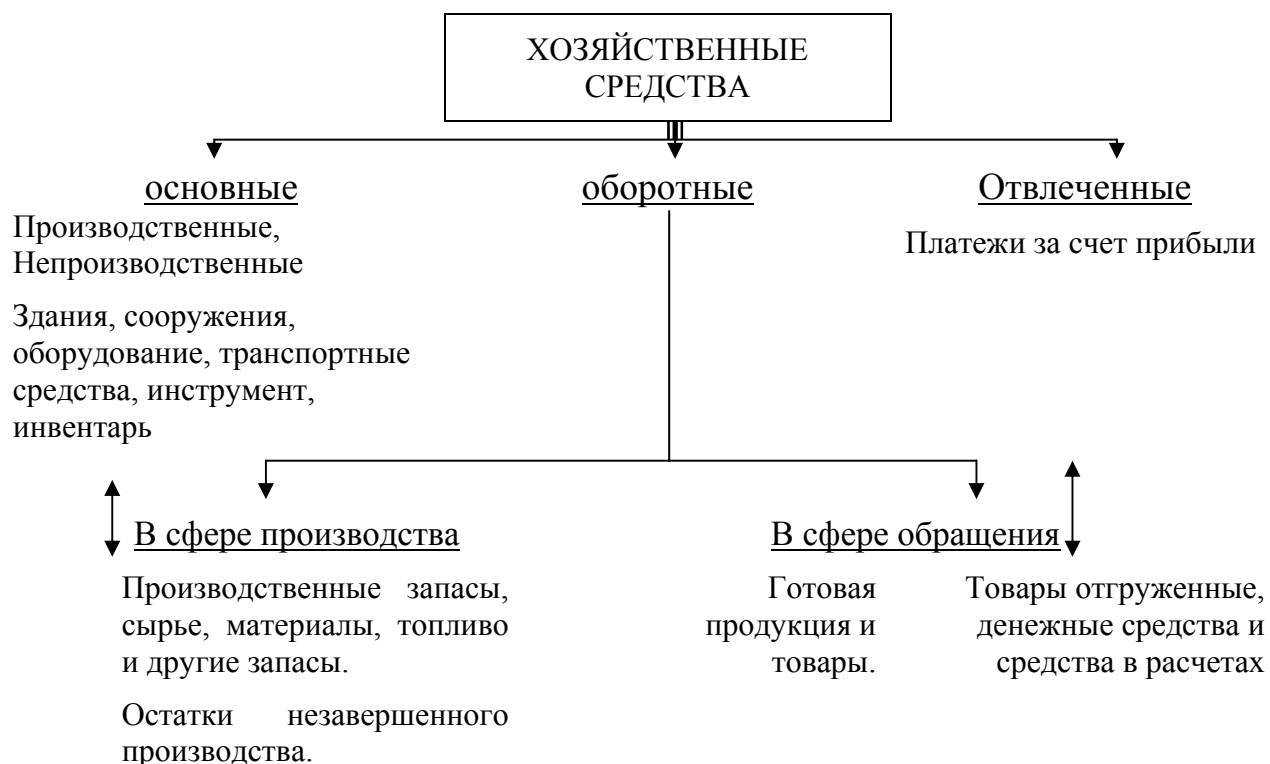 ХОЗЯЙСТВЕННЫЕ
СРЕДСТВА
основные
Производственные,
Непроизводственные
Здания, сооружения,
оборудование, транспортные
средства, инструмент,
инвентарь
оборотные
Отвлеченные
Платежи за счет прибыли
В сфере производства
Производственные запасы,
сырье, материалы, топливо
и другие запасы.
Остатки незавершенного
производства.
В сфере обращения
Готовая
продукция и
товары.
Товары отгруженные,
денежные средства и
средства в расчетах